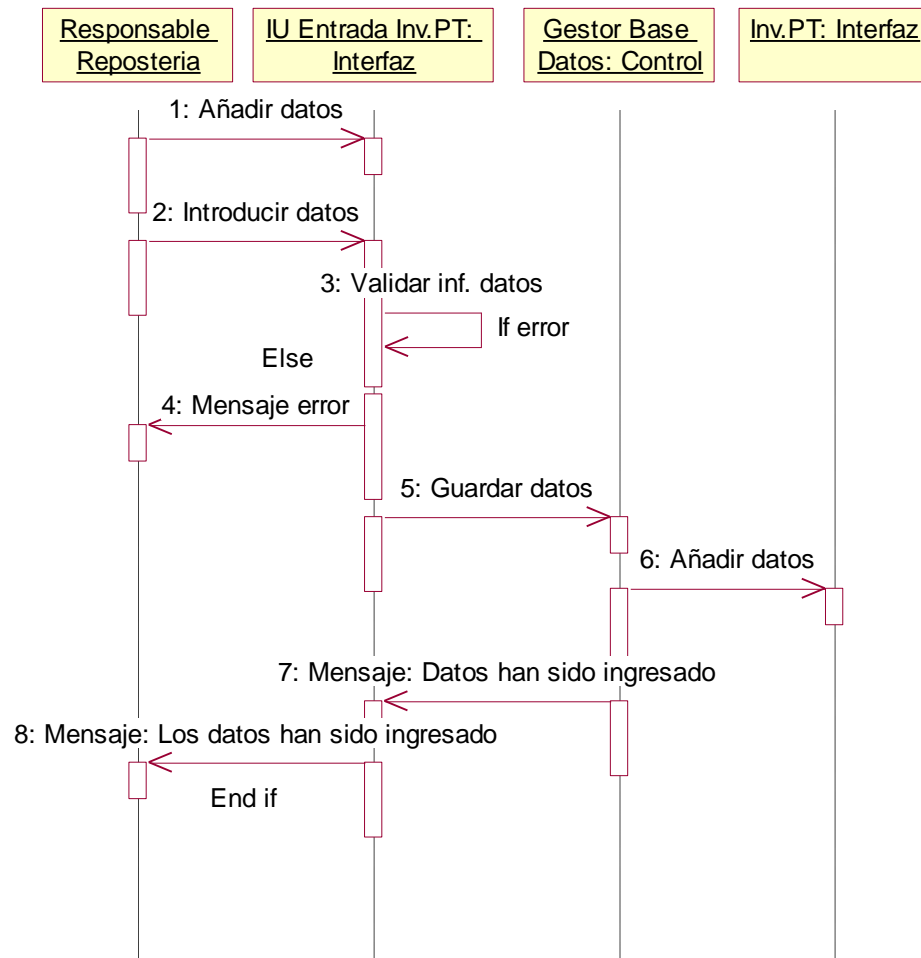 Responsable
Reposteria
IU Entrada Inv.PT:
Interfaz
Gestor Base
Datos: Control
Inv.PT: Interfaz
1: Añadir datos
2: Introducir datos
3: Validar inf. datos
If error
Else
4: Mensaje error
5: Guardar datos
6: Añadir datos
7: Mensaje: Datos han sido ingresado
8: Mensaje: Los datos han sido ingresado
End if